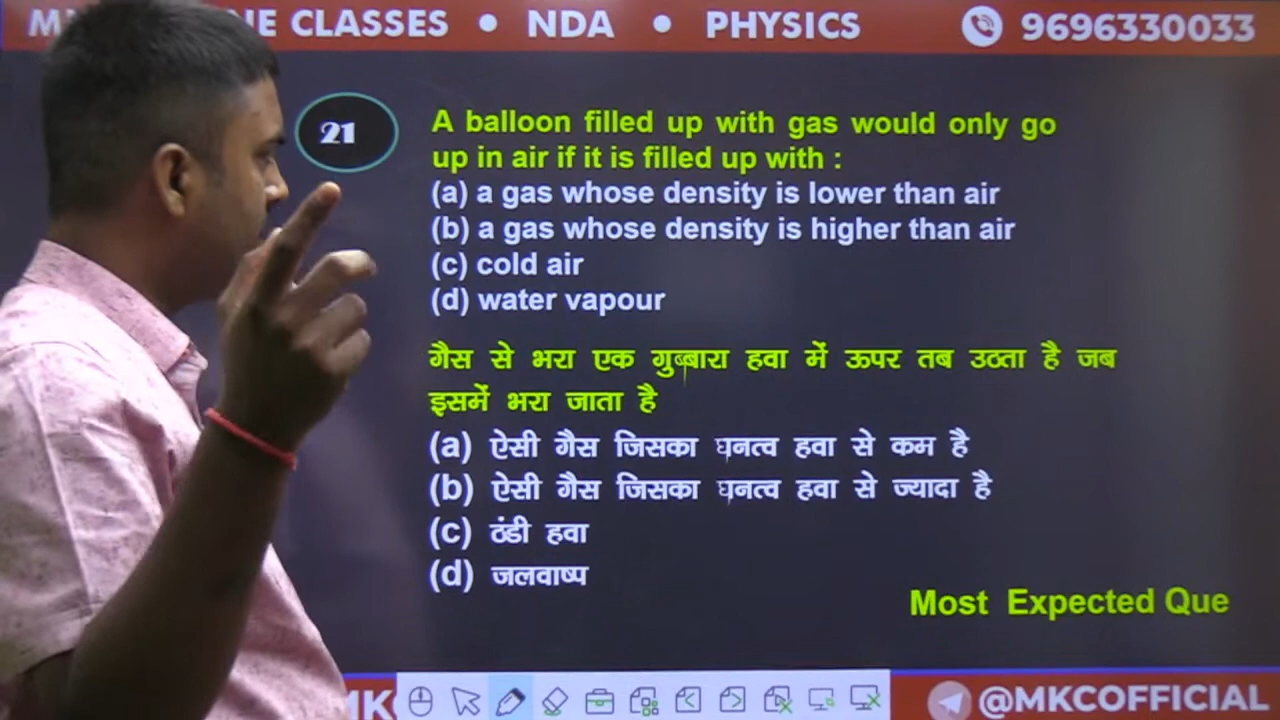 CLASSES • NDA • PHYSICS 9696330033
21
A balloon filled up with gas would only go
up in air if it is filled up with :
(a) a gas whose density is lower than air
(b) a gas whose density is higher than air
(c) cold air
(d) water vapour
गैस से भरा एक गुब्बारा हवा में ऊपर तब उठता है जब
इसमें भरा जाता है
(a) ऐसी गैस जिसका घनत्व हवा से कम है
(b) ऐसी गैस जिसका घनत्व हवा से ज्यादा है
(c) ठंडी हवा
(d) जलवाष्प
Most Expected Que
@MKCOFFICIAL